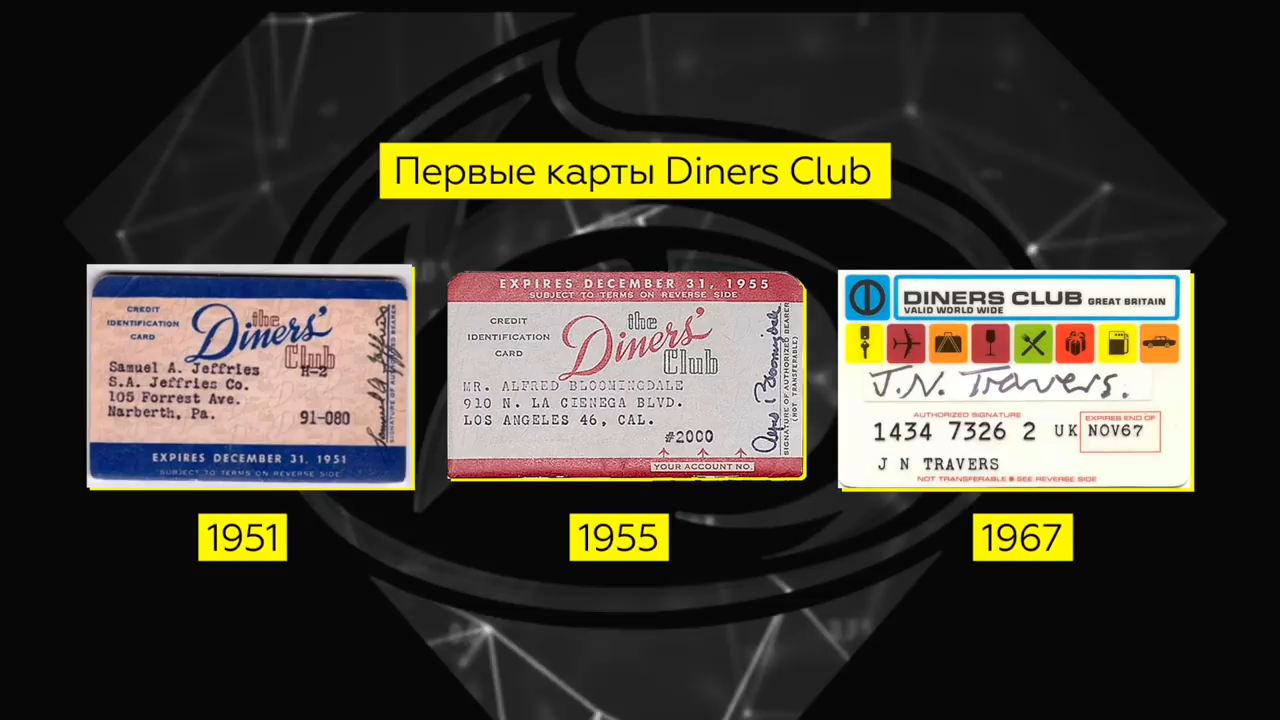 Первые карты Diners Club
CREDIT
IDENTIFICATION
CARD
the
Diners'
Club
H-2
Samuel A. Jeffries
S.A. Jeffries Co.
105 Forrest Ave.
Narberth, Pa.
91-080
EXPIRES DECEMBER 31, 1951
SUBJECT TO TERMS ON REVERSE SIDE
SIGNATURE OF AUTHORIZED BEARER
EXPIRES DECEMBER 31, 1955
SUBJECT TO TERMS ON REVERSE SIDE
CREDIT
IDENTIFICATION
CARD
the
Diners'
Club
MR. ALFRED BLOOMINGDALE
910 N. LA CIENEGA BLVD.
LOS ANGELES 46, CAL.
#2000
YOUR ACCOUNT NO.
SIGNATURE OF AUTHORIZED BEARER
(NOT TRANSFERABLE)
DINERS CLUB GREAT BRITAIN
VALID WORLD WIDE
J.N. Travers.
AUTHORIZED SIGNATURE
EXPIRES END OF
1434 7326 2 UK NOV67
J N TRAVERS
NOT TRANSFERABLE SEE REVERSE SIDE
1951
1955
1967